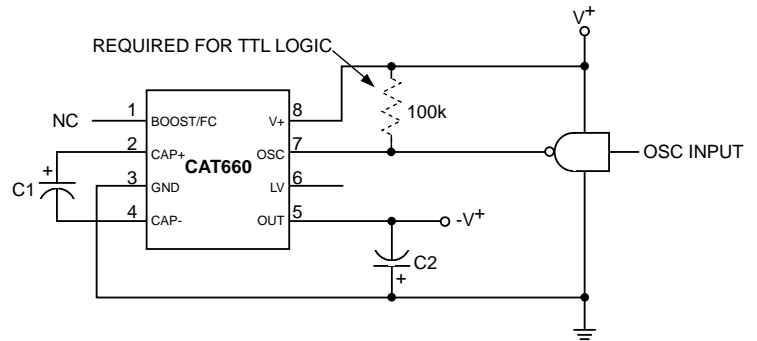 V+
REQUIRED FOR TTL LOGIC
NC
1
BOOST/FC
V+
8
100k
2
CAP+
OSC
7
OSC INPUT
+
C1
CAT660
3
GND
LV
6
4
CAP-
OUT
5
-V+
C2
+